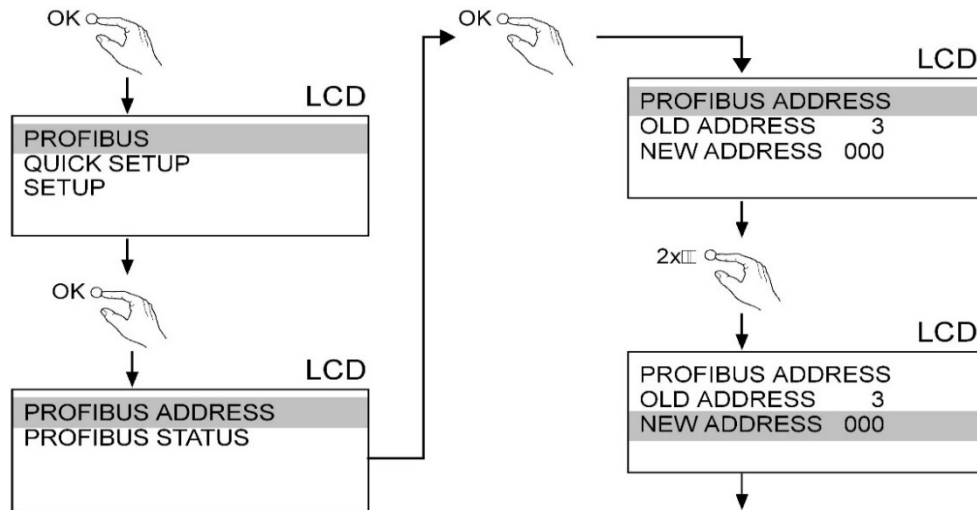 OK
LCD
PROFIBUS
QUICK SETUP
SETUP
OK
LCD
PROFIBUS ADDRESS
PROFIBUS STATUS
OK
LCD
PROFIBUS ADDRESS
OLD ADDRESS 3
NEW ADDRESS 000
2x
LCD
PROFIBUS ADDRESS
OLD ADDRESS 3
NEW ADDRESS 000